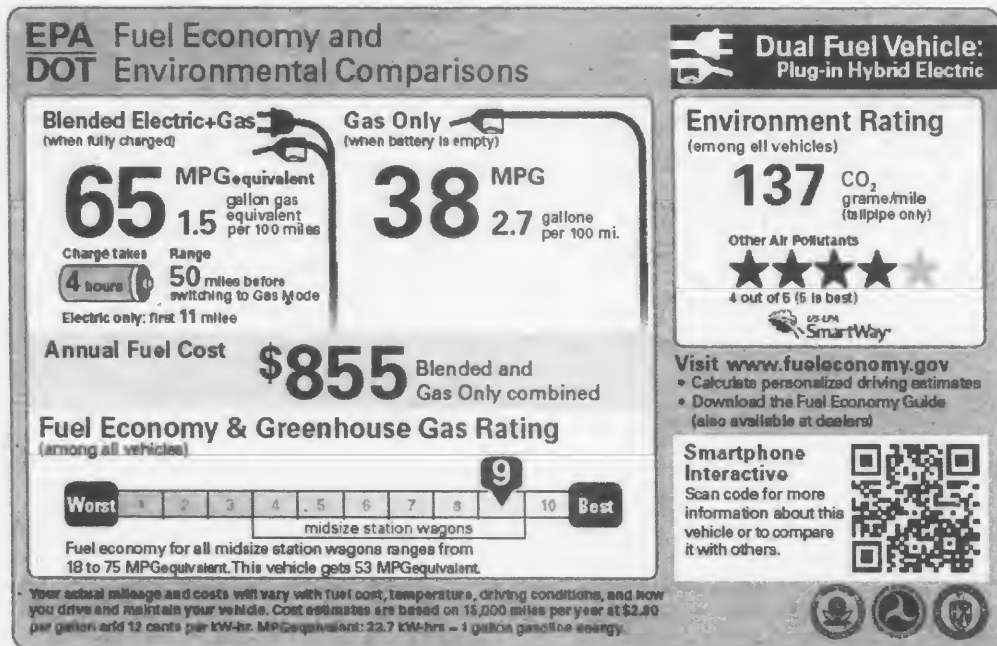 EPA DOT Fuel Economy and
Environmental Comparisons
Dual Fuel Vehicle:
Plug-in Hybrid Electric
Blended Electric+Gas
(when fully charged)
65 MPGequivalent
1.5 gallon gas
equivalent
per 100 miles
Charge takes
4 hours
Range
50 miles before
switching to Gas Mode
Electric only: first 11 miles
Gas Only
(when battery is empty)
38 MPG
2.7 gallons
per 100 mi.
Annual Fuel Cost
$855 Blended and
Gas Only combined
Fuel Economy & Greenhouse Gas Rating
(among all vehicles)
9
Worst 1 2 3 4 5 6 7 8 10 Best
midsize station wagons
Fuel economy for all midsize station wagons ranges from
18 to 75 MPGequivalent. This vehicle gets 53 MPGequivalent.
Environment Rating
(among all vehicles)
137 CO2
grams/mile
(tailpipe only)
Other Air Pollutants
4 out of 5 (5 is best)
US EPA
SmartWay
Visit www.fueleconomy.gov
• Calculate personalized driving estimates
• Download the Fuel Economy Guide
(also available at dealers)
Smartphone
Interactive
Scan code for more
information about this
vehicle or to compare
it with others.
Your actual mileage and costs will vary with fuel cost, temperature, driving conditions, and how
you drive and maintain your vehicle. Cost estimates are based on 15,000 miles per year at $2.80
per gallon and 12 cents per kW-hr. MPGequivalent: 33.7 kW-hrs = 1 gallon gasoline energy.